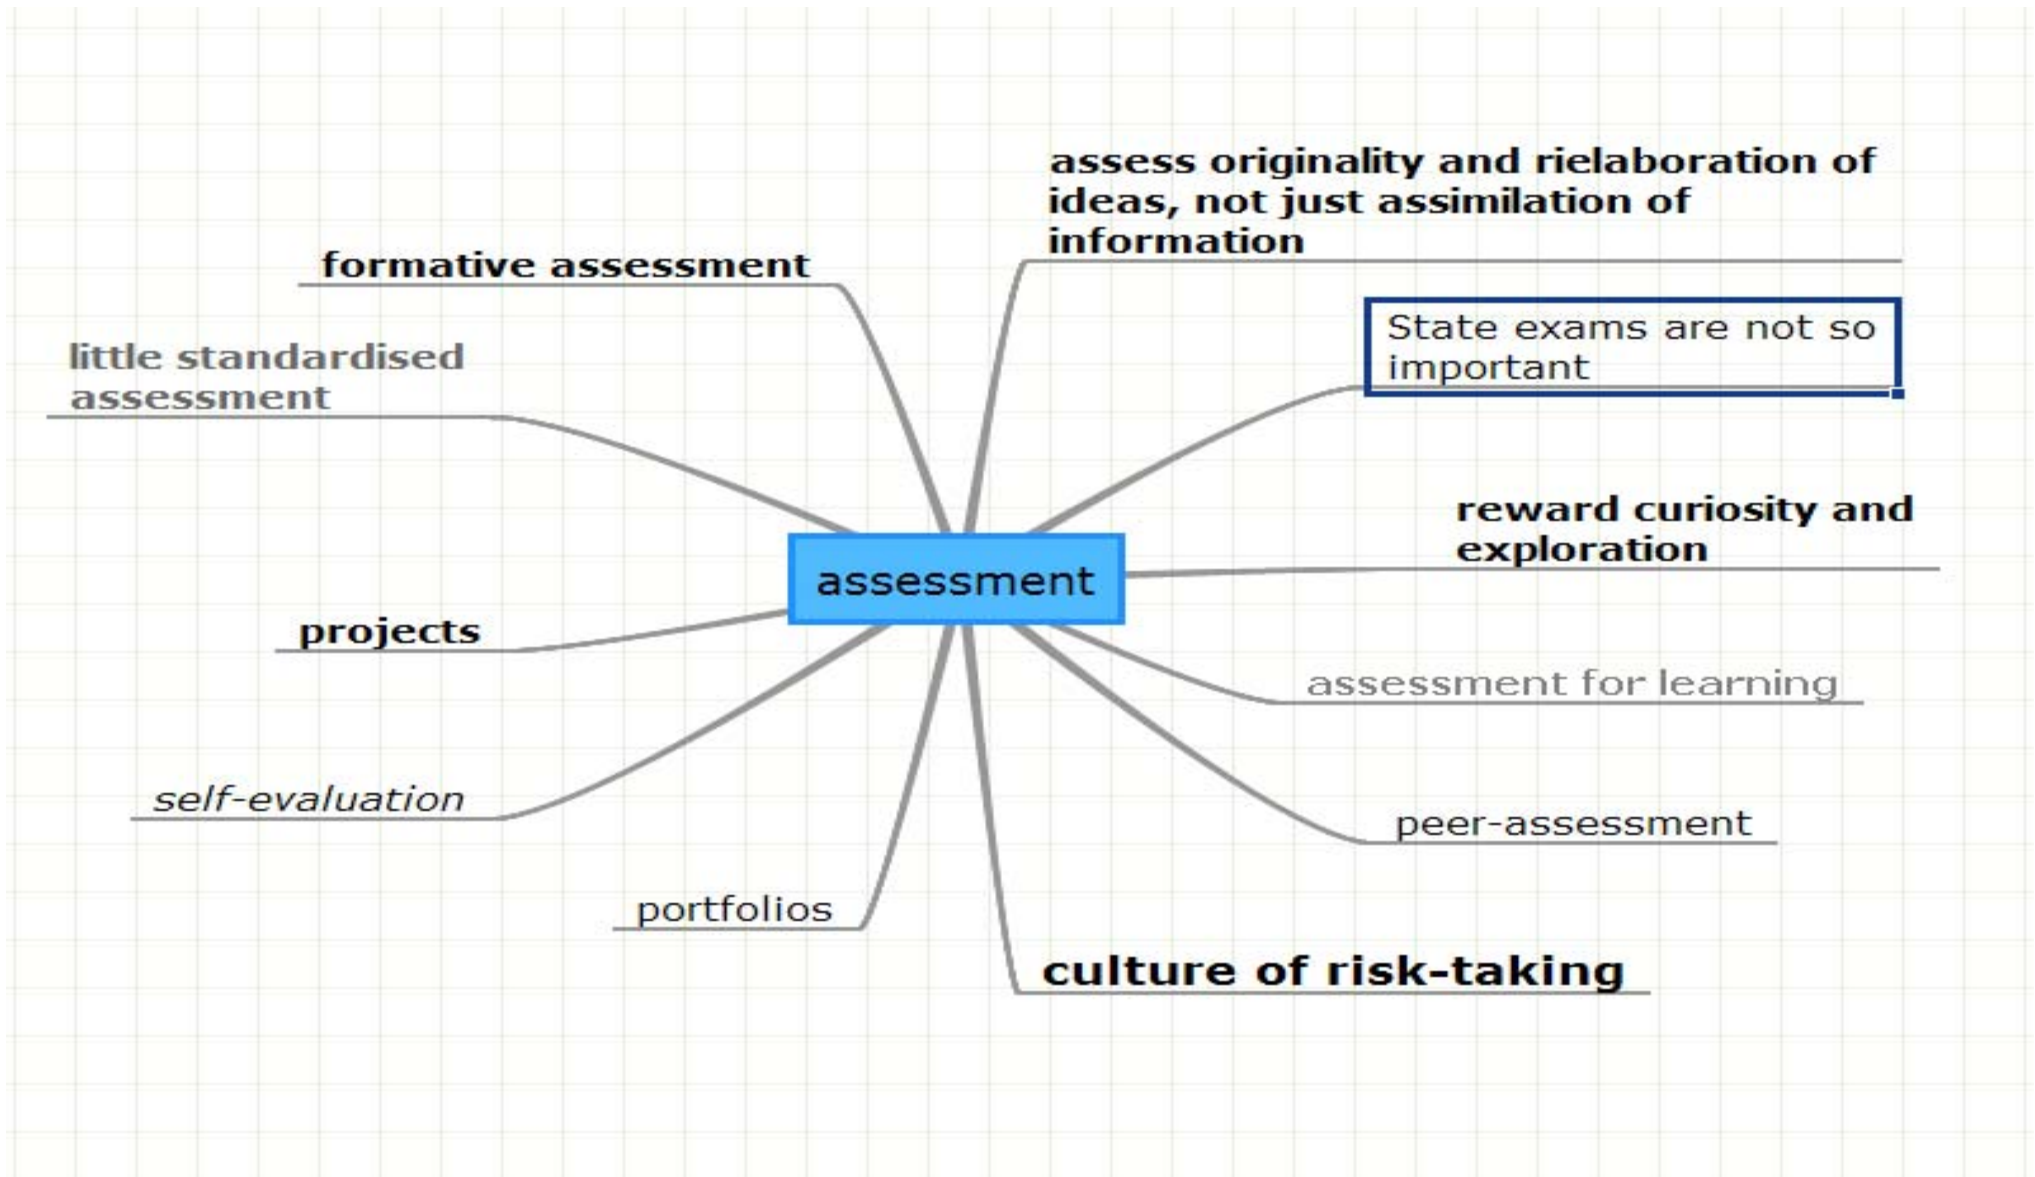 assess originality and rielaboration of
ideas, not just assimilation of
information
formative assessment
State exams are not so
important
little standardised
assessment
reward curiosity and
exploration
assessment
projects
assessment for learning
self-evaluation
peer-assessment
portfolios
culture of risk-taking